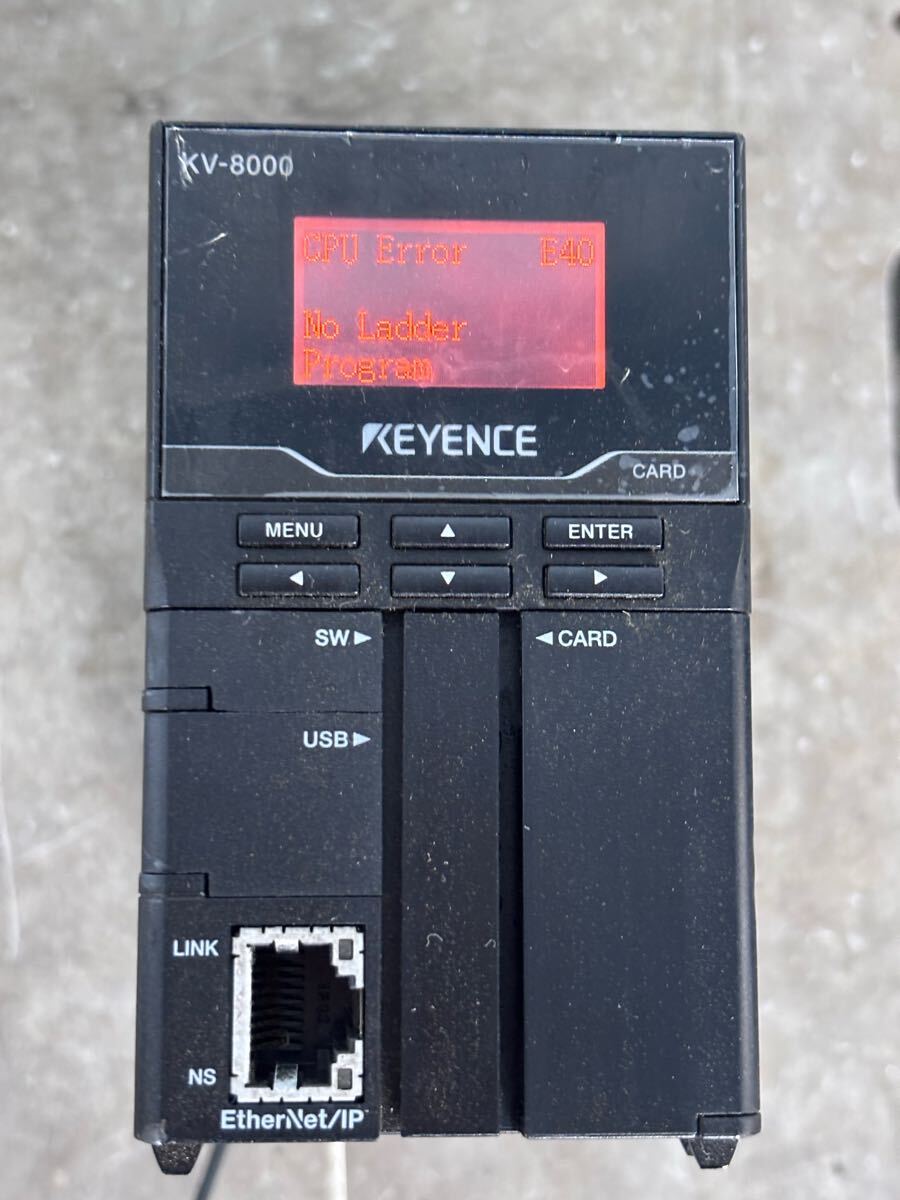 KV-8000
CPU Error E40
No Ladder
Program
KEYENCE
CARD
MENU ▲ ENTER
◀ ▼ ▶
SW▶
◀CARD
USB▶
LINK
NS
EtherNet/IP